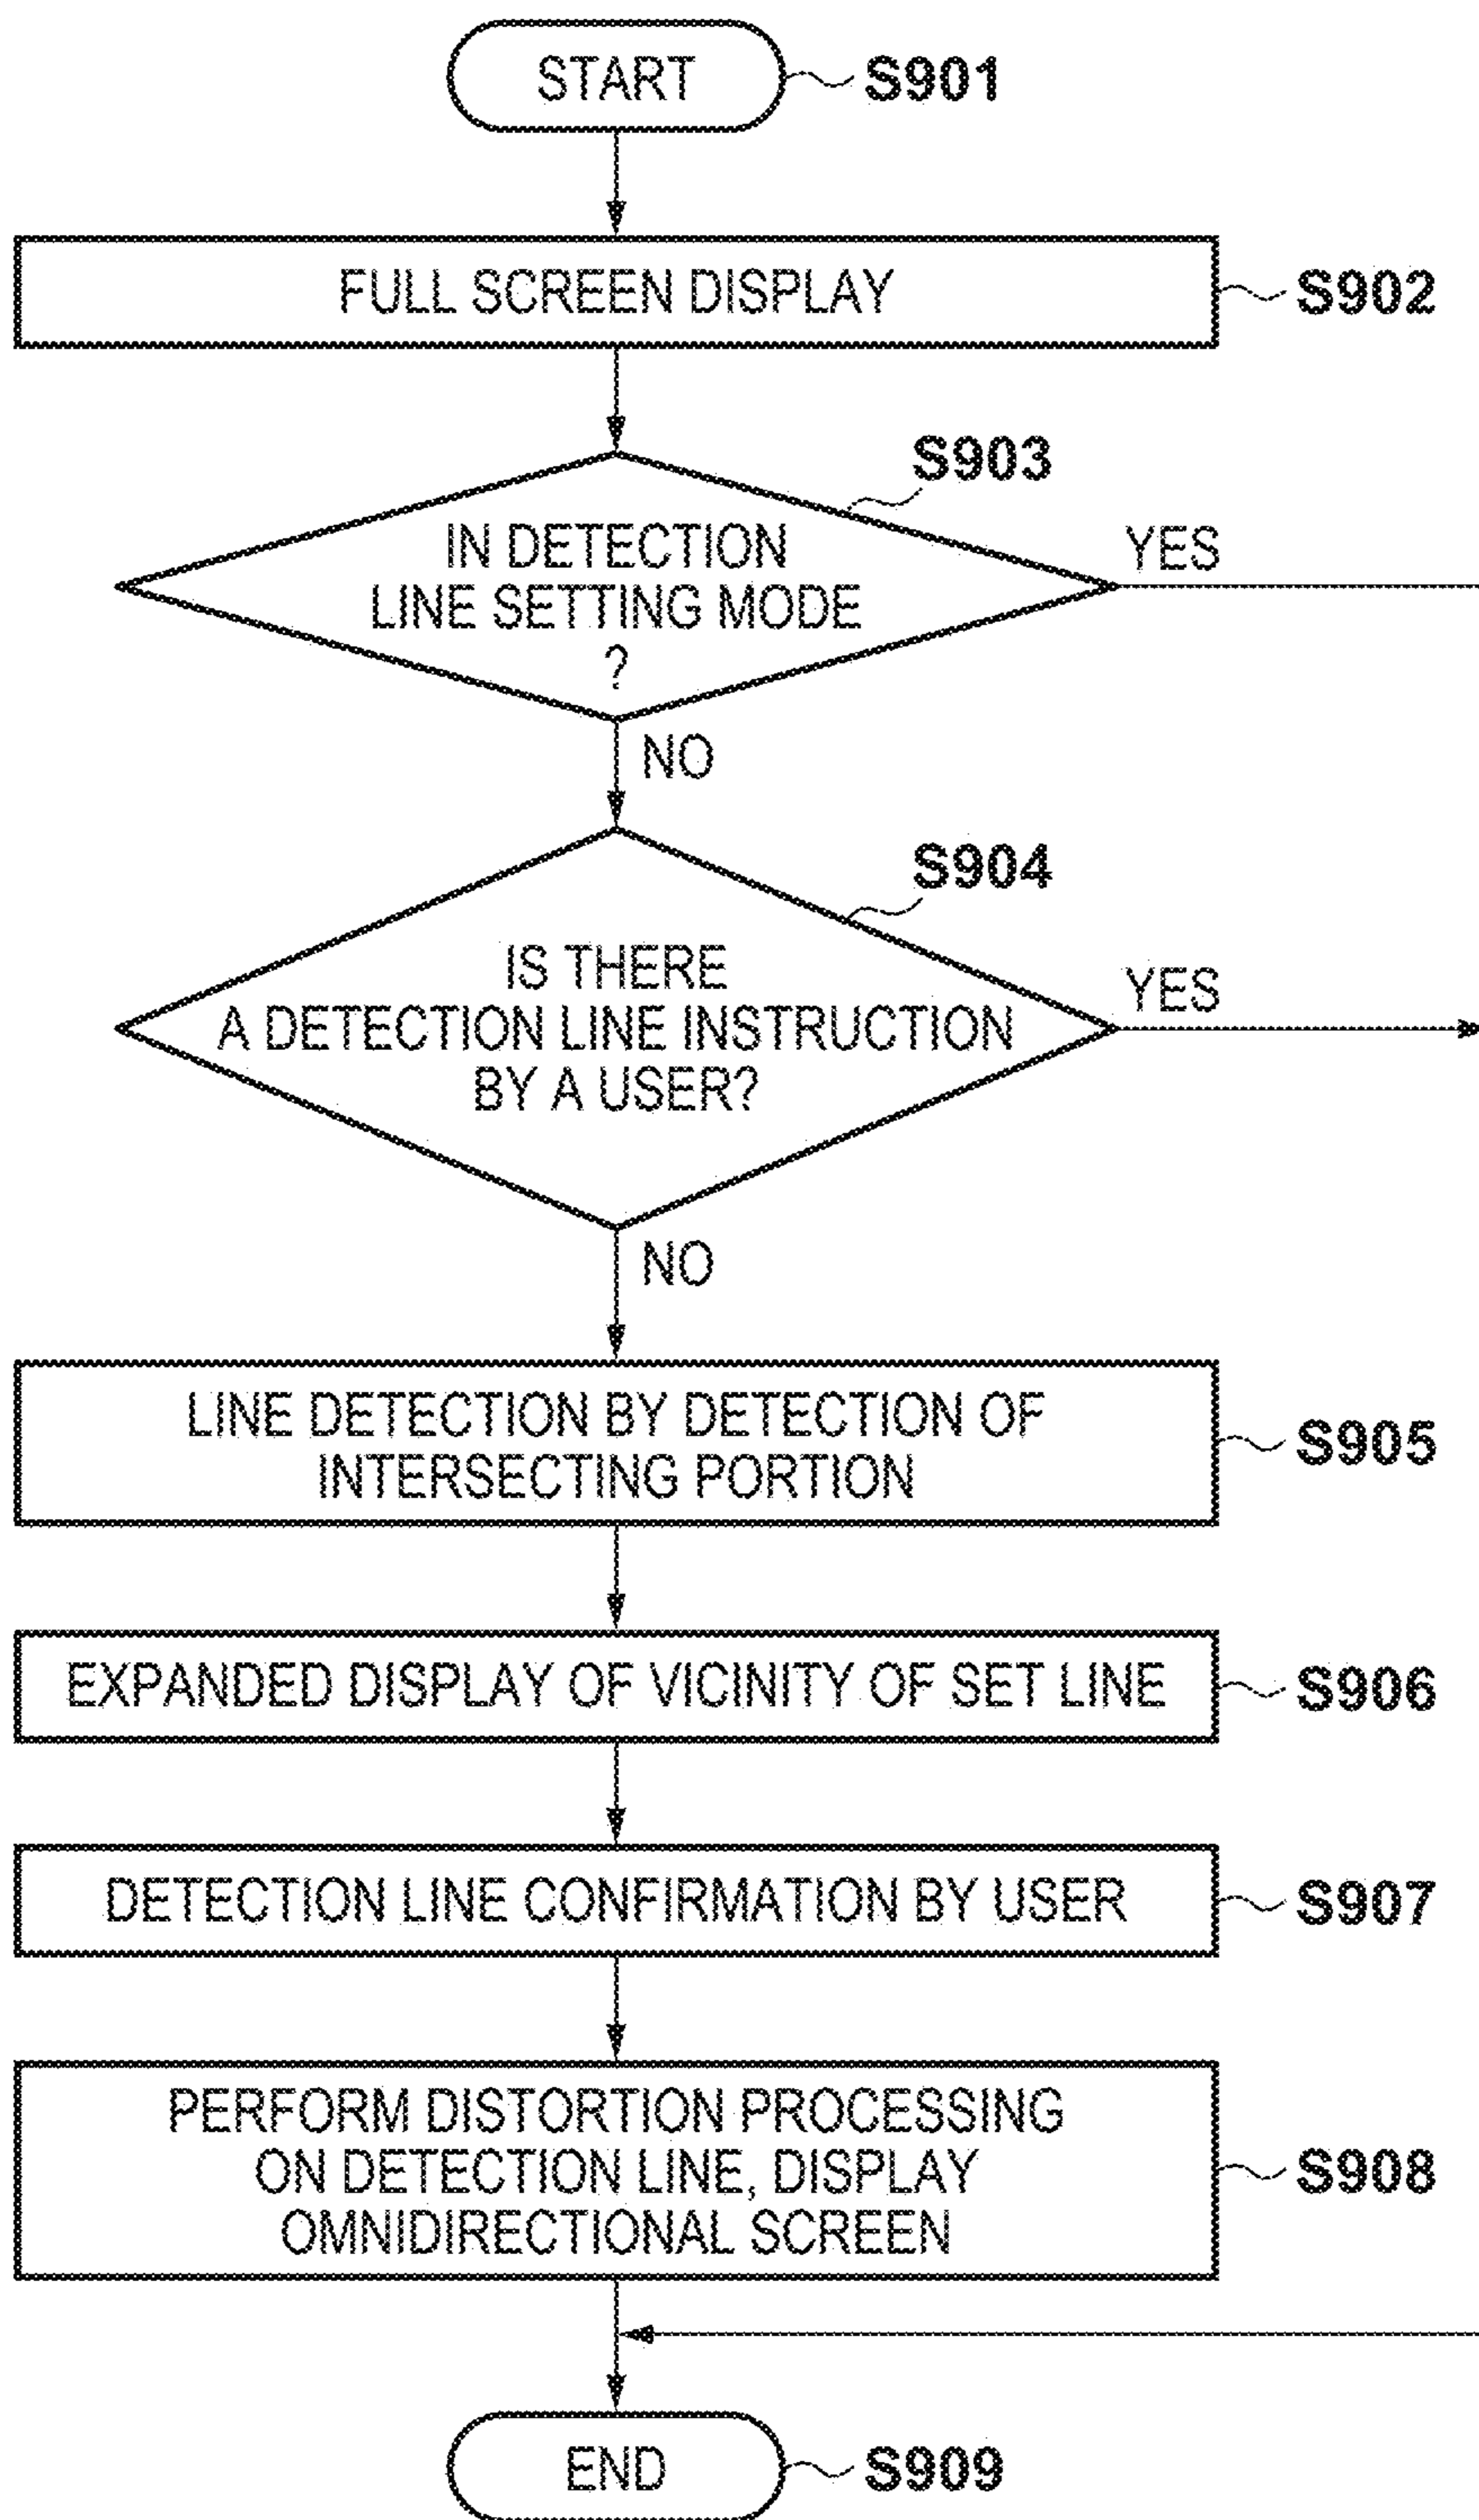 START
S901
FULL SCREEN DISPLAY
S902
S903
IN DETECTION
LINE SETTING MODE
?
YES
NO
S904
IS THERE
A DETECTION LINE INSTRUCTION
BY A USER?
YES
NO
LINE DETECTION BY DETECTION OF
INTERSECTING PORTION
S905
EXPANDED DISPLAY OF VICINITY OF SET LINE
S906
DETECTION LINE CONFIRMATION BY USER
S907
PERFORM DISTORTION PROCESSING
ON DETECTION LINE, DISPLAY
OMNIDIRECTIONAL SCREEN
S908
END
S909